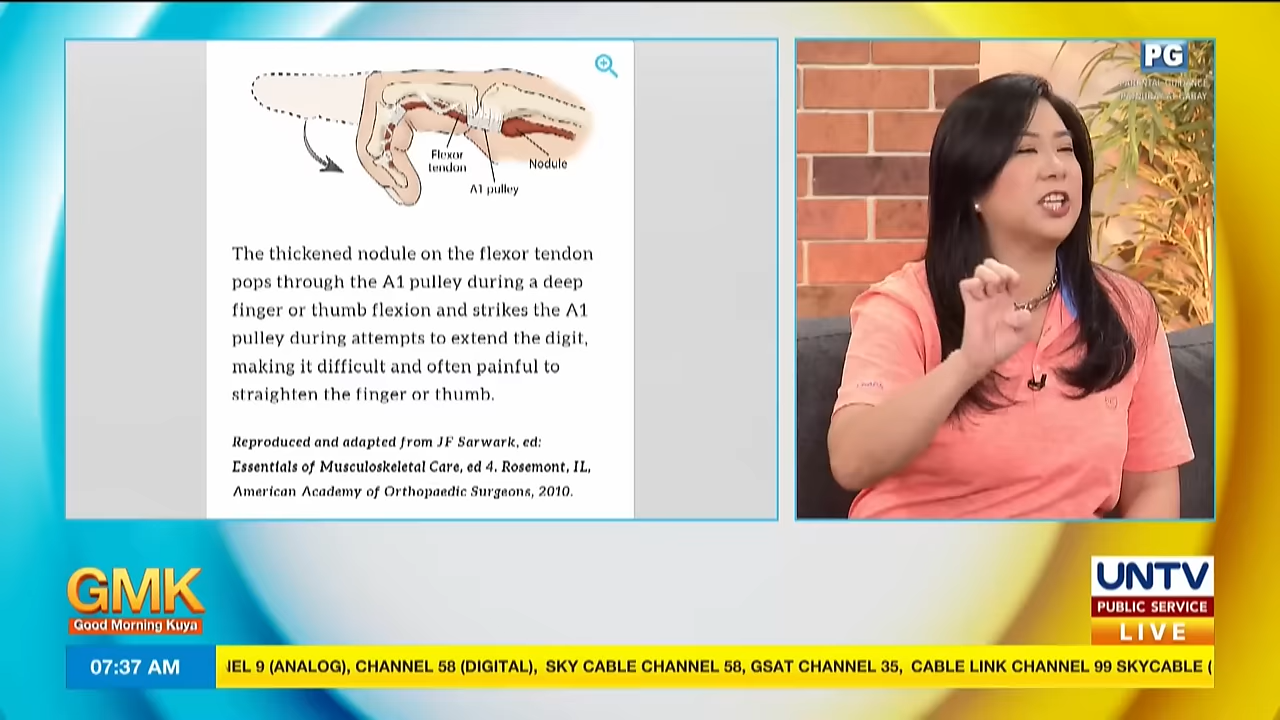 Flexor
tendon
Nodule
A1 pulley
The thickened nodule on the flexor tendon
pops through the A1 pulley during a deep
finger or thumb flexion and strikes the A1
pulley during attempts to extend the digit,
making it difficult and often painful to
straighten the finger or thumb.
Reproduced and adapted from JF Sarwark, ed:
Essentials of Musculoskeletal Care, ed 4. Rosemont, IL,
American Academy of Orthopaedic Surgeons, 2010.
PG
PARENTAL GUIDANCE
GMK
Good Morning Kuya
UNTV
PUBLIC SERVICE
LIVE
07:37 AM
NEL 9 (ANALOG), CHANNEL 58 (DIGITAL), SKY CABLE CHANNEL 58, GSAT CHANNEL 35, CABLE LINK CHANNEL 99 SKYCABLE (